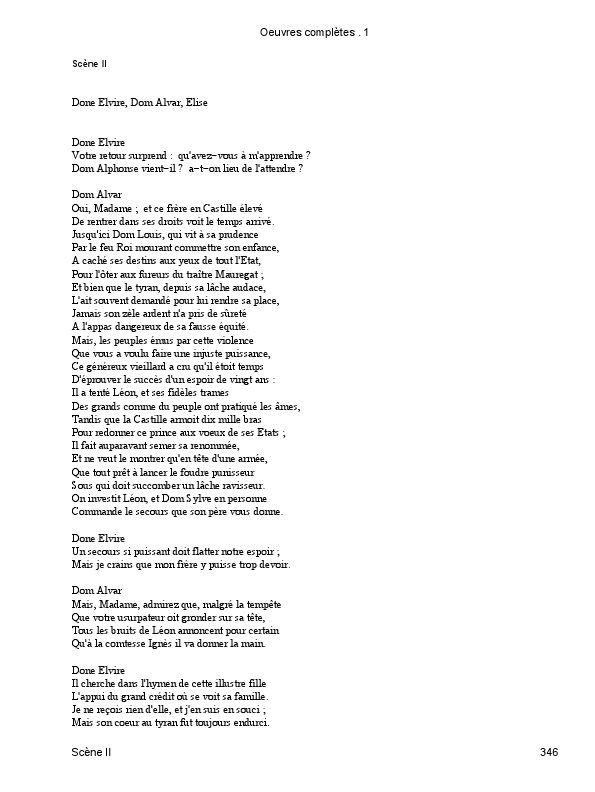 Oeuvres complètes . 1
Scène II
Done Elvire, Dom Alvar, Elise
Done Elvire
Votre retour surprend :  qu'avez-vous à m'apprendre ?
Dom Alphonse vient-il ?  a-t-on lieu de l'attendre ?
Dom Alvar
Oui, Madame ;  et ce frère en Castille élevé
De rentrer dans ses droits voit le temps arrivé.
Jusqu'ici Dom Louis, qui vit à sa prudence
Par le feu Roi mourant commettre son enfance,
A caché ses destins aux yeux de tout l'Etat,
Pour l'ôter aux fureurs du traître Mauregat ;
Et bien que le tyran, depuis sa lâche audace,
L'ait souvent demandé pour lui rendre sa place,
Jamais son zèle ardent n'a pris de sûreté
A l'appas dangereux de sa fausse équité.
Mais, les peuples émus par cette violence
Que vous a voulu faire une injuste puissance,
Ce généreux vieillard a cru qu'il étoit temps
D'éprouver le succès d'un espoir de vingt ans :
Il a tenté Léon, et ses fidèles trames
Des grands comme du peuple ont pratiqué les âmes,
Tandis que la Castille armoit dix mille bras
Pour redonner ce prince aux voeux de ses Etats ;
Il fait auparavant semer sa renommée,
Et ne veut le montrer qu'en tête d'une armée,
Que tout prêt à lancer le foudre punisseur
Sous qui doit succomber un lâche ravisseur.
On investit Léon, et Dom Sylve en personne
Commande le secours que son père vous donne.
Done Elvire
Un secours si puissant doit flatter notre espoir ;
Mais je crains que mon frère y puisse trop devoir.
Dom Alvar
Mais, Madame, admirez que, malgré la tempête
Que votre usurpateur oit gronder sur sa tête,
Tous les bruits de Léon annoncent pour certain
Qu'à la comtesse Ignès il va donner la main.
Done Elvire
Il cherche dans l'hymen de cette illustre fille
L'appui du grand crédit où se voit sa famille.
Je ne reçois rien d'elle, et j'en suis en souci ;
Mais son coeur au tyran fut toujours endurci.
Scène II
346